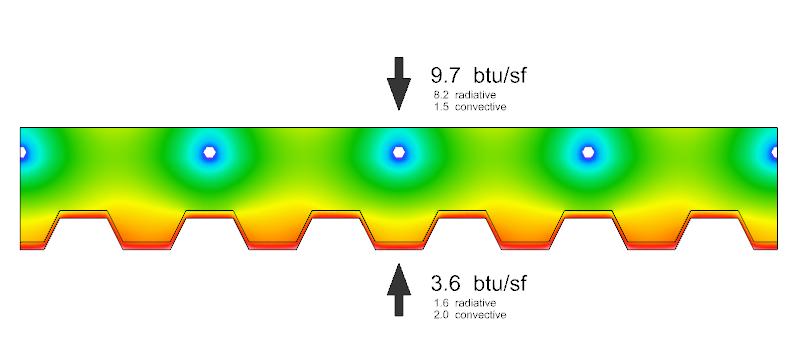 9.7 btu/sf
8.2 radiative
1.5 convective
3.6 btu/sf
1.6 radiative
2.0 convective